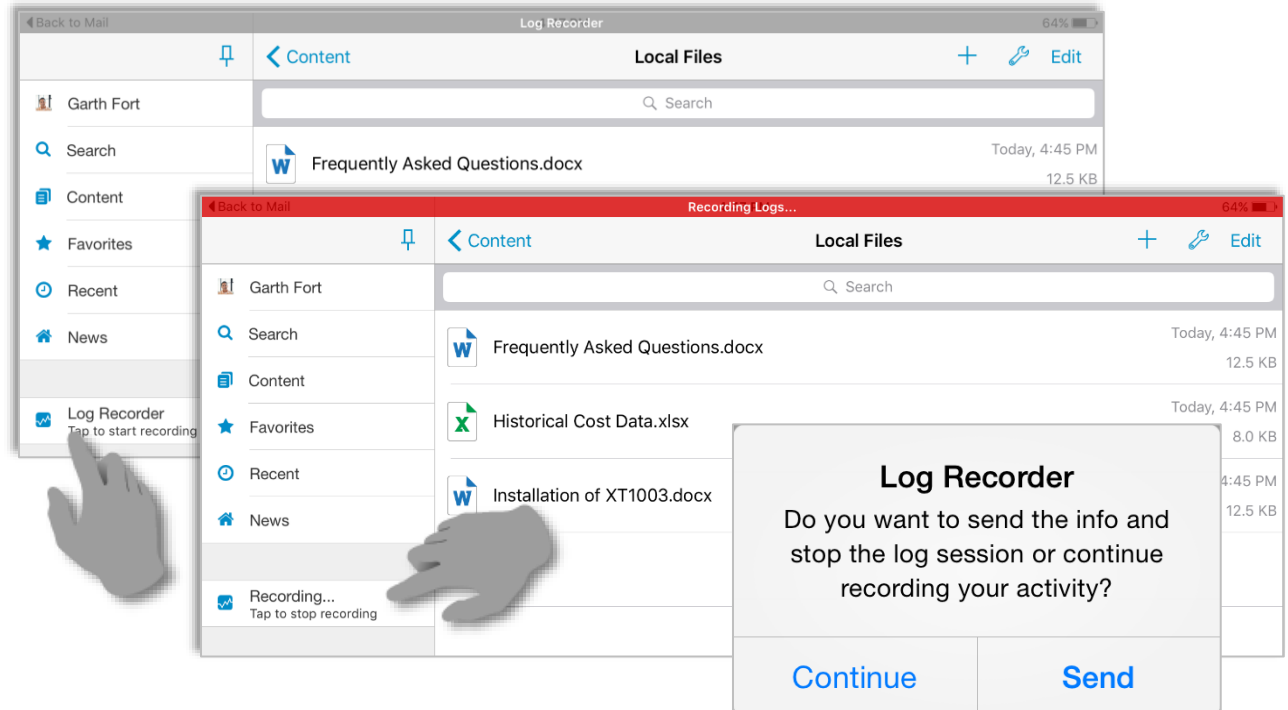 Back to Mail
Log Recorder
64%
Content
Local Files
Edit
Garth Fort
Search
Search
Content
Favorites
Recent
News
Frequently Asked Questions.docx
Today, 4:45 PM
12.5 KB
Log Recorder
Tap to start recording
Back to Mail
Recording Logs...
64%
Content
Local Files
Edit
Garth Fort
Search
Search
Content
Favorites
Recent
News
Frequently Asked Questions.docx
Today, 4:45 PM
12.5 KB
Historical Cost Data.xlsx
Today, 4:45 PM
8.0 KB
Installation of XT1003.docx
4:45 PM
12.5 KB
Recording...
Tap to stop recording
Log Recorder
Do you want to send the info and
stop the log session or continue
recording your activity?
Continue
Send